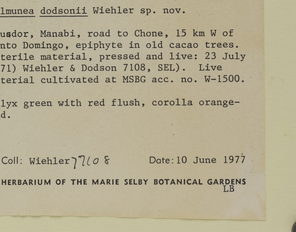 lmunea dodsonii Wiehler sp. nov.
uador, Manabi, road to Chone, 15 km W of
nto Domingo, epiphyte in old cacao trees.
terile material, pressed and live: 23 July
71) Wiehler & Dodson 7108, SEL). Live
terial cultivated at MSBG acc. no. W-1500.
lyx green with red flush, corolla orange-
d.
Coll: Wiehler 77108 Date: 10 June 1977
HERBARIUM OF THE MARIE SELBY BOTANICAL GARDENS
LB